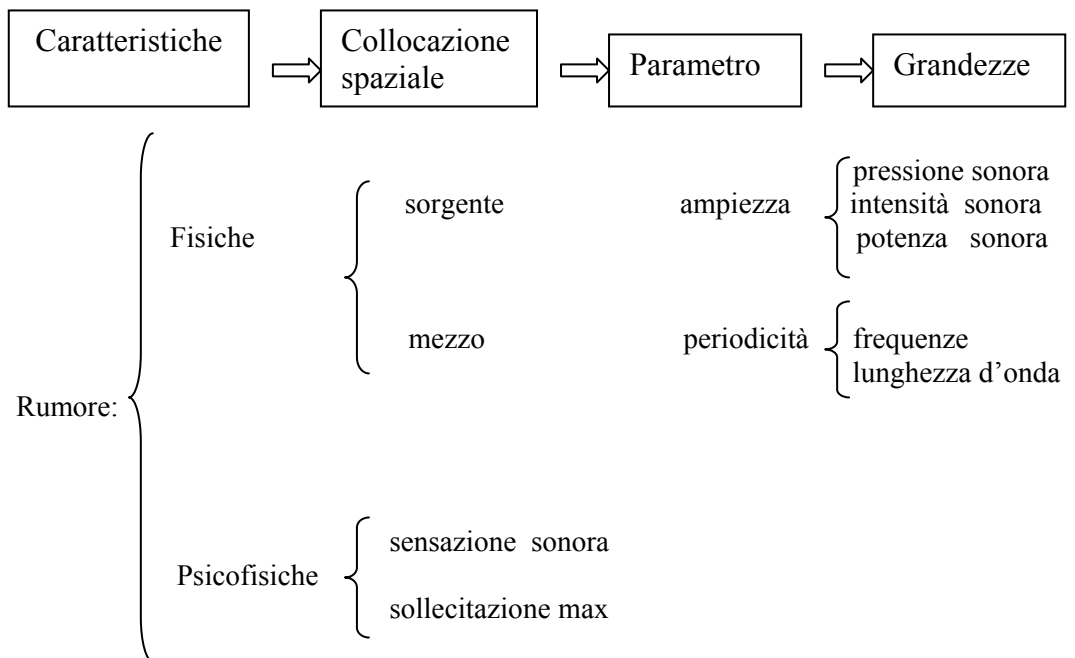 Caratteristiche
Collocazione
spaziale
Parametro
Grandezze
pressione sonora
sorgente
ampiezza
intensità sonora
Fisiche
potenza sonora
mezzo
periodicità
frequenze
lunghezza d’onda
Rumore:
sensazione sonora
Psicofisiche
sollecitazione max